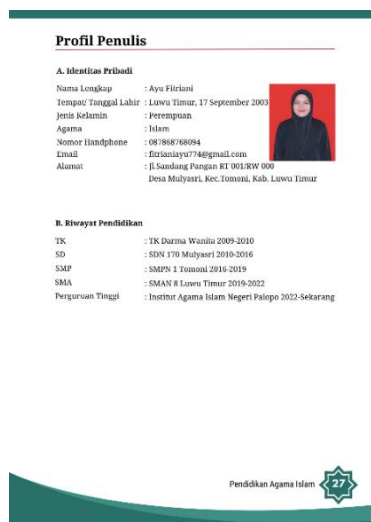 Profil Penulis
A. Identitas Pribadi
Nama Lengkap : Ayu Fitriani
Tempat/ Tanggal Lahir : Luwu Timur, 17 September 2003
Jenis Kelamin : Perempuan
Agama : Islam
Nomor Handphone : 087868768094
Email : fitrianiayu774@gmail.com
Alamat : Jl.Sandang Pangan RT 001/RW 000
Desa Mulyasri, Kec.Tomoni, Kab. Luwu Timur
B. Riwayat Pendidikan
TK : TK Darma Wanita 2009-2010
SD : SDN 170 Mulyasri 2010-2016
SMP : SMPN 1 Tomoni 2016-2019
SMA : SMAN 8 Luwu Timur 2019-2022
Perguruan Tinggi : Institut Agama Islam Negeri Palopo 2022-Sekarang
Pendidikan Agama Islam 27